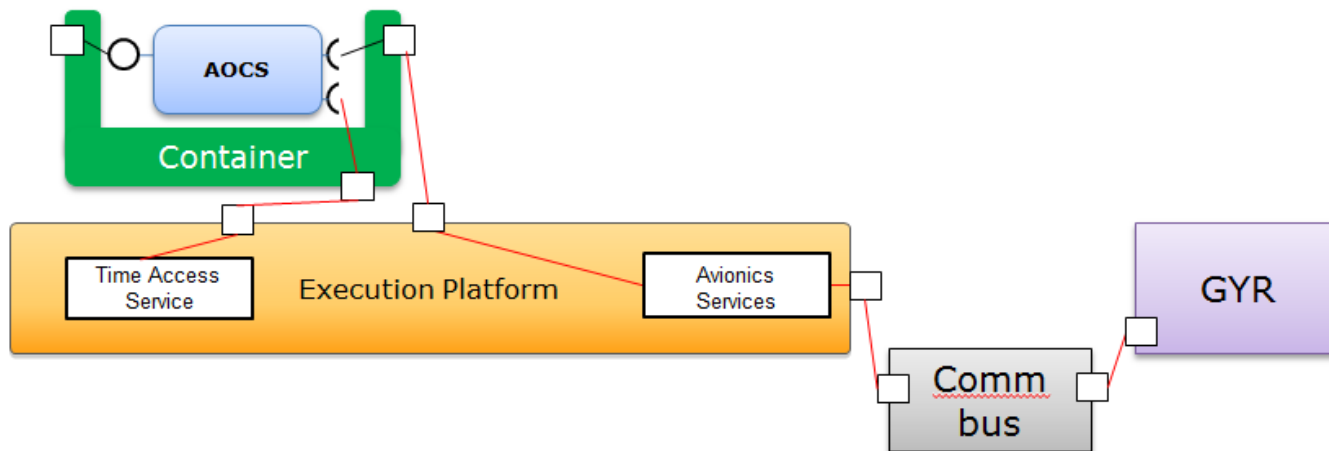 AOCS
Container
Time Access
Service
Execution Platform
Avionics
Services
GYR
Comm
bus